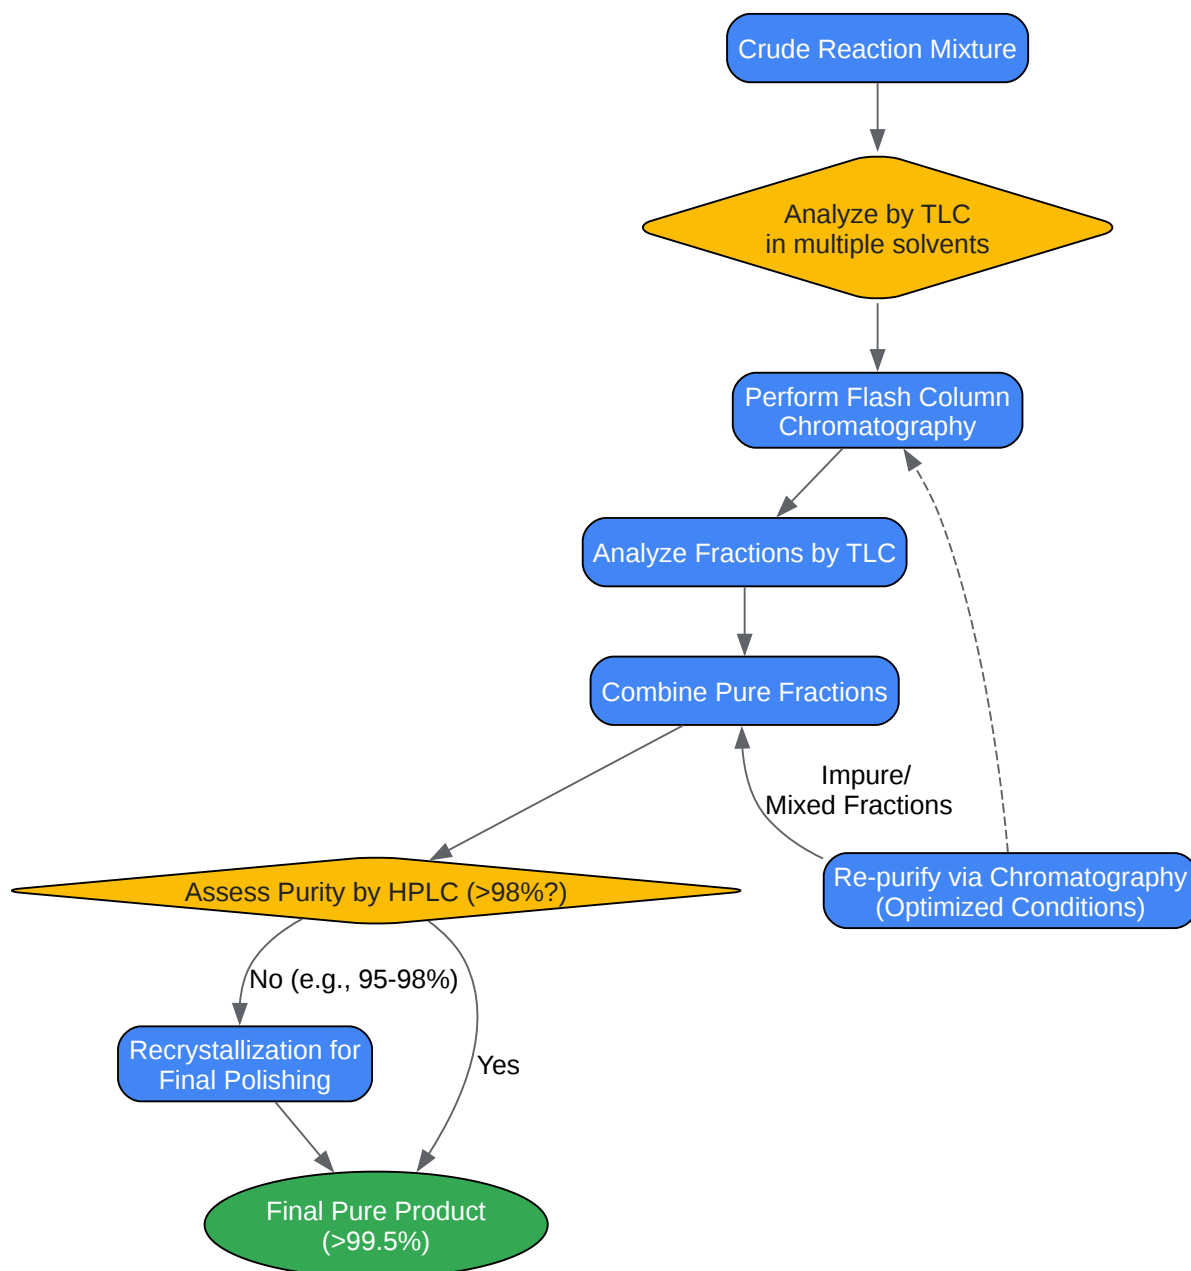 Crude Reaction Mixture
Analyze by TLC
in multiple solvents
Perform Flash Column
Chromatography
Analyze Fractions by TLC
Combine Pure Fractions
Impure/
Mixed Fractions
Re-purify via Chromatography
(Optimized Conditions)
Assess Purity by HPLC (>98%?)
No (e.g., 95-98%)
Recrystallization for
Final Polishing
Yes
Final Pure Product
(>99.5%)